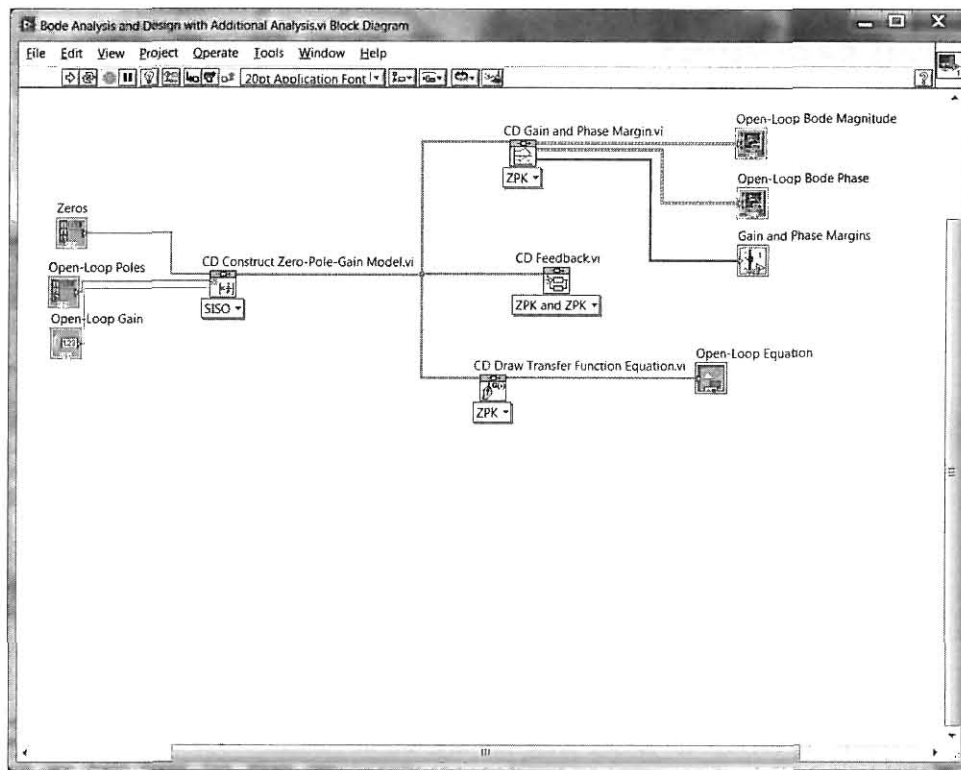 Bode Analysis and Design with Additional Analysis.vi Block Diagram
File Edit View Project Operate Tools Window Help
20pt Application Font
Open-Loop Bode Magnitude
CD Gain and Phase Margin.vi
ZPK
Open-Loop Bode Phase
Zeros
Gain and Phase Margins
CD Construct Zero-Pole-Gain Model.vi
CD Feedback.vi
Open-Loop Poles
SISO
ZPK and ZPK
Open-Loop Gain
1.23
Open-Loop Equation
CD Draw Transfer Function Equation.vi
ZPK